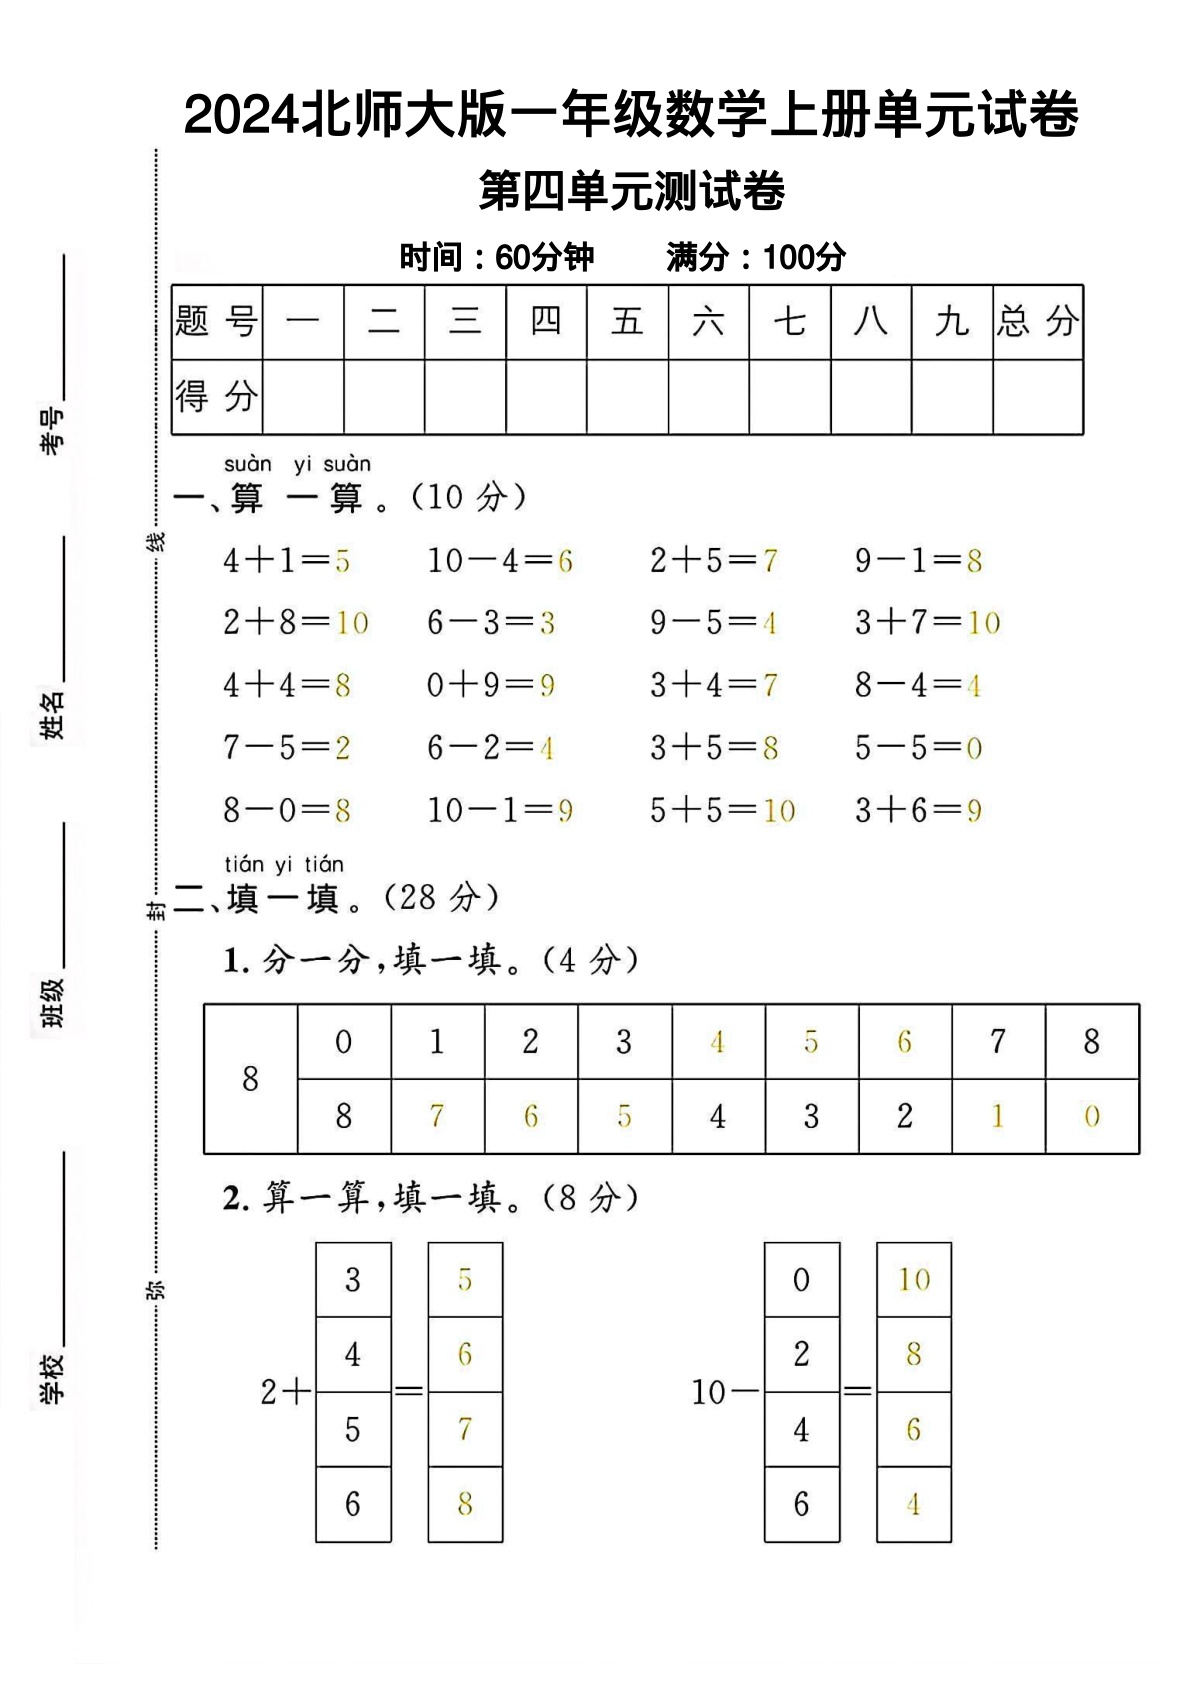 2024北师大版一年级数学上册单元试卷
第四单元测试卷
时间：60分钟 满分：100分
题号 一 二 三 四 五 六 七 八 九 总分
得分
suàn yi suàn
一、算一算。(10分)
4+1=5 10-4=6 2+5=7 9-1=8
2+8=10 6-3=3 9-5=4 3+7=10
4+4=8 0+9=9 3+4=7 8-4=4
7-5=2 6-2=4 3+5=8 5-5=0
8-0=8 10-1=9 5+5=10 3+6=9
tián yi tián
二、填一填。(28分)
1. 分一分,填一填。(4分)
8
0 1 2 3 4 5 6 7 8
8 7 6 5 4 3 2 1 0
2. 算一算,填一填。(8分)
3 5 0 10
4 6 2 8
2+ = 10- =
5 7 4 6
6 8 6 4
考号
姓名
班级
学校
线
封
弥